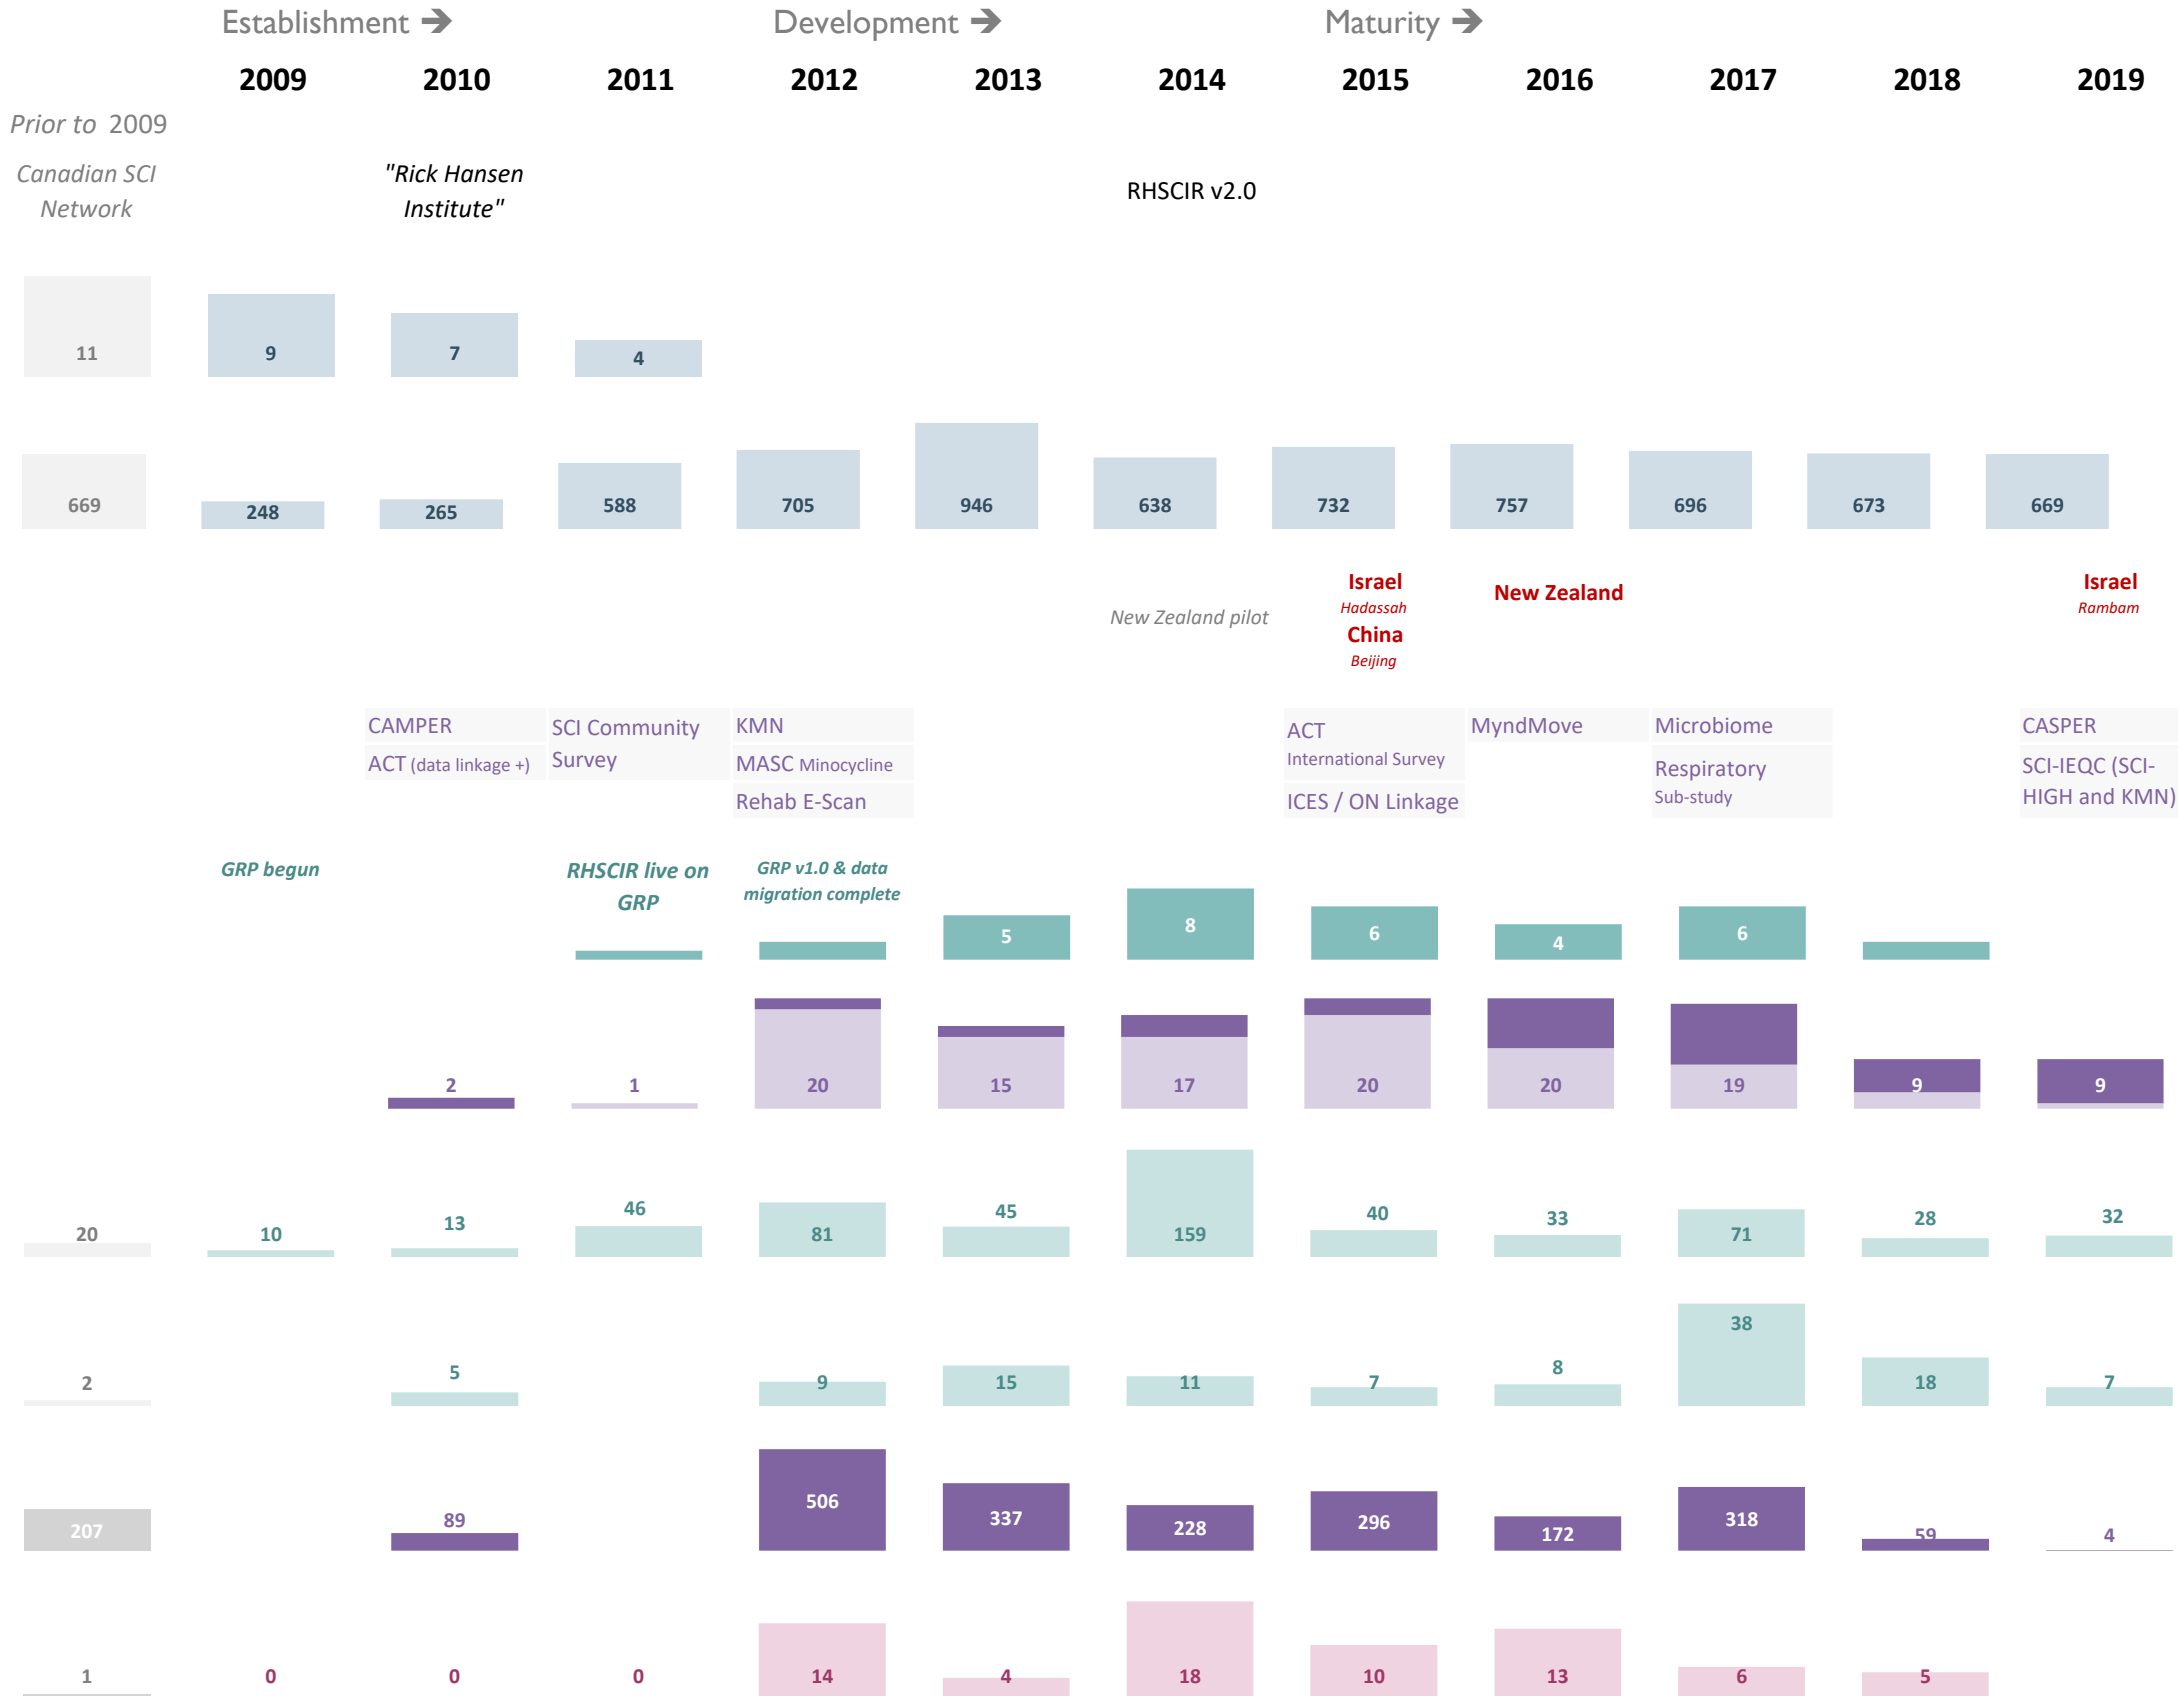 Establishment ➔ Development ➔ Maturity ➔
2009 2010 2011 2012 2013 2014 2015 2016 2017 2018 2019
Prior to 2009
Canadian SCI
Network
"Rick Hansen
Institute"
RHSCIR v2.0
11 9 7 4
669 248 265 588 705 946 638 732 757 696 673 669
New Zealand pilot
Israel
Hadassah
China
Beijing
New Zealand
Israel
Rambam
CAMPER
ACT (data linkage +)
SCI Community
Survey
KMN
MASC Minocycline
Rehab E-Scan
ACT
International Survey
ICES / ON Linkage
MyndMove
Microbiome
Respiratory
Sub-study
CASPER
SCI-IEQC (SCI-
HIGH and KMN)
GRP begun
RHSCIR live on
GRP
GRP v1.0 & data
migration complete
5 8 6 4 6
2 1 20 15 17 20 20 19 9 9
20 10 13 46 81 45 159 40 33 71 28 32
2 5 9 15 11 7 8 38 18 7
207 89 506 337 228 296 172 318 59 4
1 0 0 0 14 4 18 10 13 6 5